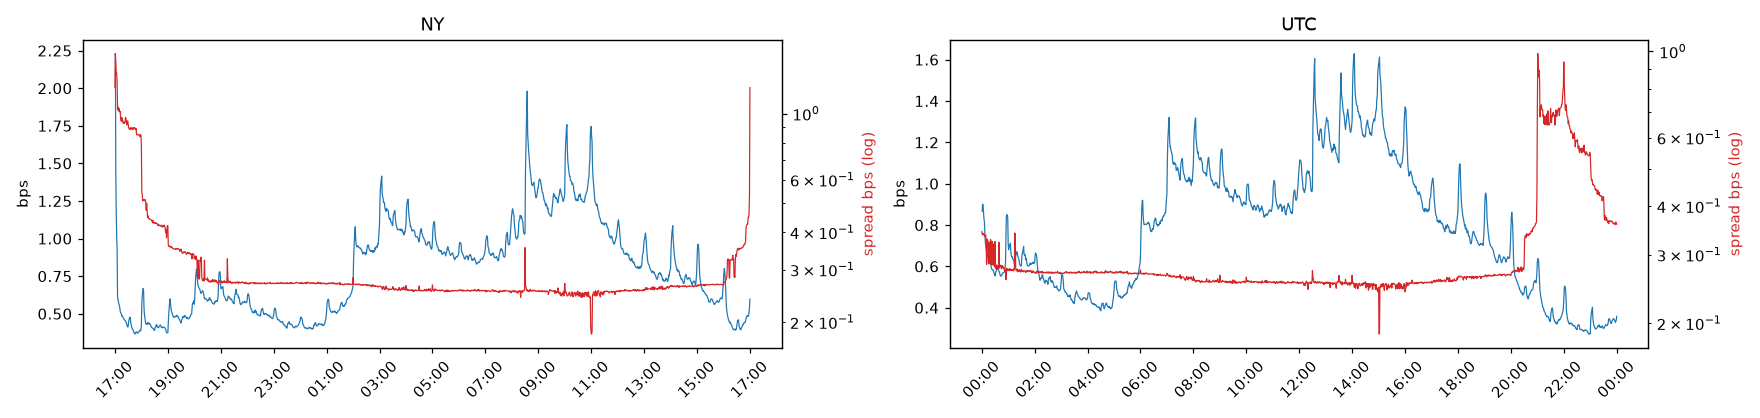 NY
bps
2.25
2.00
1.75
1.50
1.25
1.00
0.75
0.50
10⁰
6 × 10⁻¹
4 × 10⁻¹
3 × 10⁻¹
2 × 10⁻¹
spread bps (log)
17:00 19:00 21:00 23:00 01:00 03:00 05:00 07:00 09:00 11:00 13:00 15:00 17:00
UTC
bps
1.6
1.4
1.2
1.0
0.8
0.6
0.4
10⁰
6 × 10⁻¹
4 × 10⁻¹
3 × 10⁻¹
2 × 10⁻¹
spread bps (log)
00:00 02:00 04:00 06:00 08:00 10:00 12:00 14:00 16:00 18:00 20:00 22:00 00:00